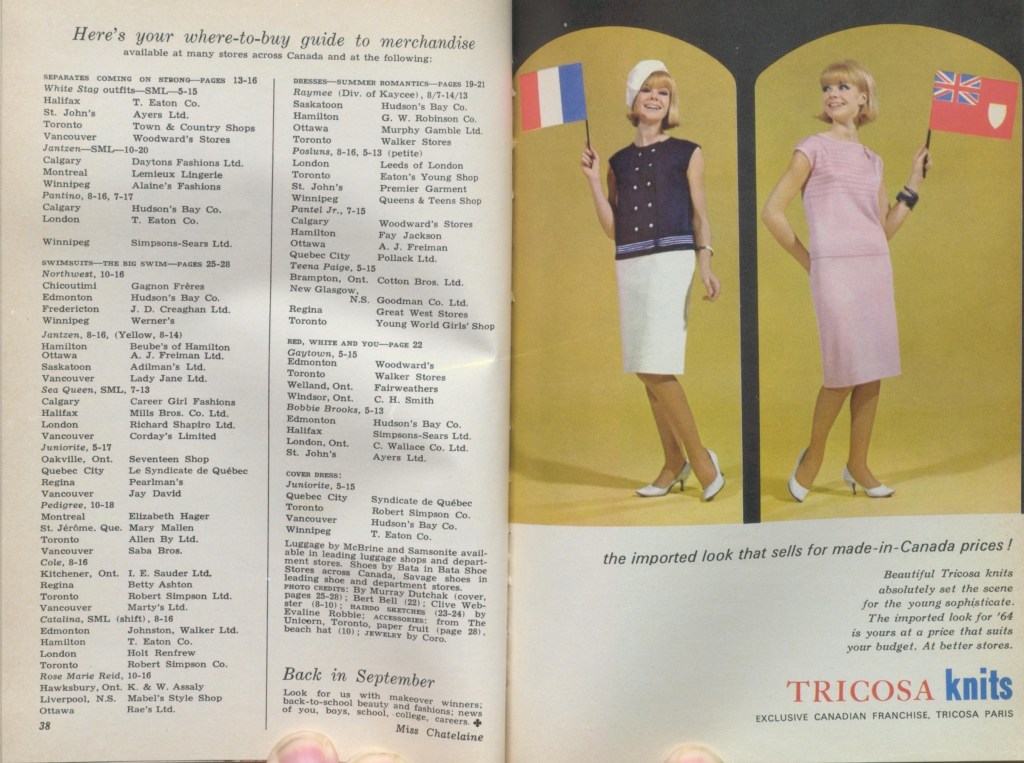 Here's your where-to-buy guide to merchandise
available at many stores across Canada and at the following:
SEPARATES COMING ON STRONG—PAGES 13-16
White Stag outfits—SML—5-15
Halifax T. Eaton Co.
St. John's Ayers Ltd.
Toronto Town & Country Shops
Vancouver Woodward's Stores
Jantzen—SML—10-20
Calgary Daytons Fashions Ltd.
Montreal Lemieux Lingerie
Winnipeg Alaine's Fashions
Pantino, 8-16, 7-17
Calgary Hudson's Bay Co.
London T. Eaton Co.
Winnipeg Simpsons-Sears Ltd.
SWIMSUITS—THE BIG SWIM—PAGES 25-28
Northwest, 10-16
Chicoutimi Gagnon Frères
Edmonton Hudson's Bay Co.
Fredericton J. D. Creaghan Ltd.
Winnipeg Werner's
Jantzen, 8-16, (Yellow, 8-14)
Hamilton Beube's of Hamilton
Ottawa A. J. Freiman Ltd.
Saskatoon Adilman's Ltd.
Vancouver Lady Jane Ltd.
Sea Queen, SML, 7-13
Calgary Career Girl Fashions
Halifax Mills Bros. Co. Ltd.
London Richard Shapiro Ltd.
Vancouver Corday's Limited
Juniorite, 5-17
Oakville, Ont. Seventeen Shop
Quebec City Le Syndicate de Québec
Regina Pearlman's
Vancouver Jay David
Pedigree, 10-18
Montreal Elizabeth Hager
St. Jérôme. Que. Mary Mallen
Toronto Allen By Ltd.
Vancouver Saba Bros.
Cole, 8-16
Kitchener, Ont. I. E. Sauder Ltd.
Regina Betty Ashton
Toronto Robert Simpson Ltd.
Vancouver Marty's Ltd.
Catalina, SML (shift), 8-16
Edmonton Johnston, Walker Ltd.
Hamilton T. Eaton Co.
London Holt Renfrew
Toronto Robert Simpson Co.
Rose Marie Reid, 10-16
Hawksbury, Ont. K. & W. Assaly
Liverpool, N.S. Mabel's Style Shop
Ottawa Rae's Ltd.
38
DRESSES—SUMMER ROMANTICS—PAGES 19-21
Raymee (Div. of Kaycee), 8/7-14/13
Saskatoon Hudson's Bay Co.
Hamilton G. W. Robinson Co.
Ottawa Murphy Gamble Ltd.
Toronto Walker Stores
Posluns, 8-16, 5-13 (petite)
London Leeds of London
Toronto Eaton's Young Shop
St. John's Premier Garment
Winnipeg Queens & Teens Shop
Pantel Jr., 7-15
Calgary Woodward's Stores
Hamilton Fay Jackson
Ottawa A. J. Freiman
Quebec City Pollack Ltd.
Teena Paige, 5-15
Brampton, Ont. Cotton Bros. Ltd.
New Glasgow,
N.S. Goodman Co. Ltd.
Regina Great West Stores
Toronto Young World Girls' Shop
RED, WHITE AND YOU—PAGE 22
Gaytown, 5-15
Edmonton Woodward's
Toronto Walker Stores
Welland, Ont. Fairweathers
Windsor, Ont. C. H. Smith
Bobbie Brooks, 5-13
Edmonton Hudson's Bay Co.
Halifax Simpsons-Sears Ltd.
London, Ont. C. Wallace Co. Ltd.
St. John's Ayers Ltd.
COVER DRESS:
Juniorite, 5-15
Quebec City Syndicate de Québec
Toronto Robert Simpson Co.
Vancouver Hudson's Bay Co.
Winnipeg T. Eaton Co.
Luggage by McBrine and Samsonite avail-
able in leading luggage shops and depart-
ment stores. Shoes by Bata in Bata Shoe
Stores across Canada, Savage shoes in
leading shoe and department stores.
PHOTO CREDITS: By Murray Dutchak (cover,
pages 25-28); Bert Bell (22); Clive Web-
ster (8-10); HAIRDO SKETCHES (23-24) by
Evaline Robbie; ACCESSORIES: from The
Unicorn, Toronto, paper fruit (page 28),
beach hat (10); JEWELRY by Coro.
Back in September
Look for us with makeover winners;
back-to-school beauty and fashions; news
of you, boys, school, college, careers. ✤
Miss Chatelaine
the imported look that sells for made-in-Canada prices!
Beautiful Tricosa knits
absolutely set the scene
for the young sophisticate.
The imported look for '64
is yours at a price that suits
your budget. At better stores.
TRICOSA knits
EXCLUSIVE CANADIAN FRANCHISE, TRICOSA PARIS